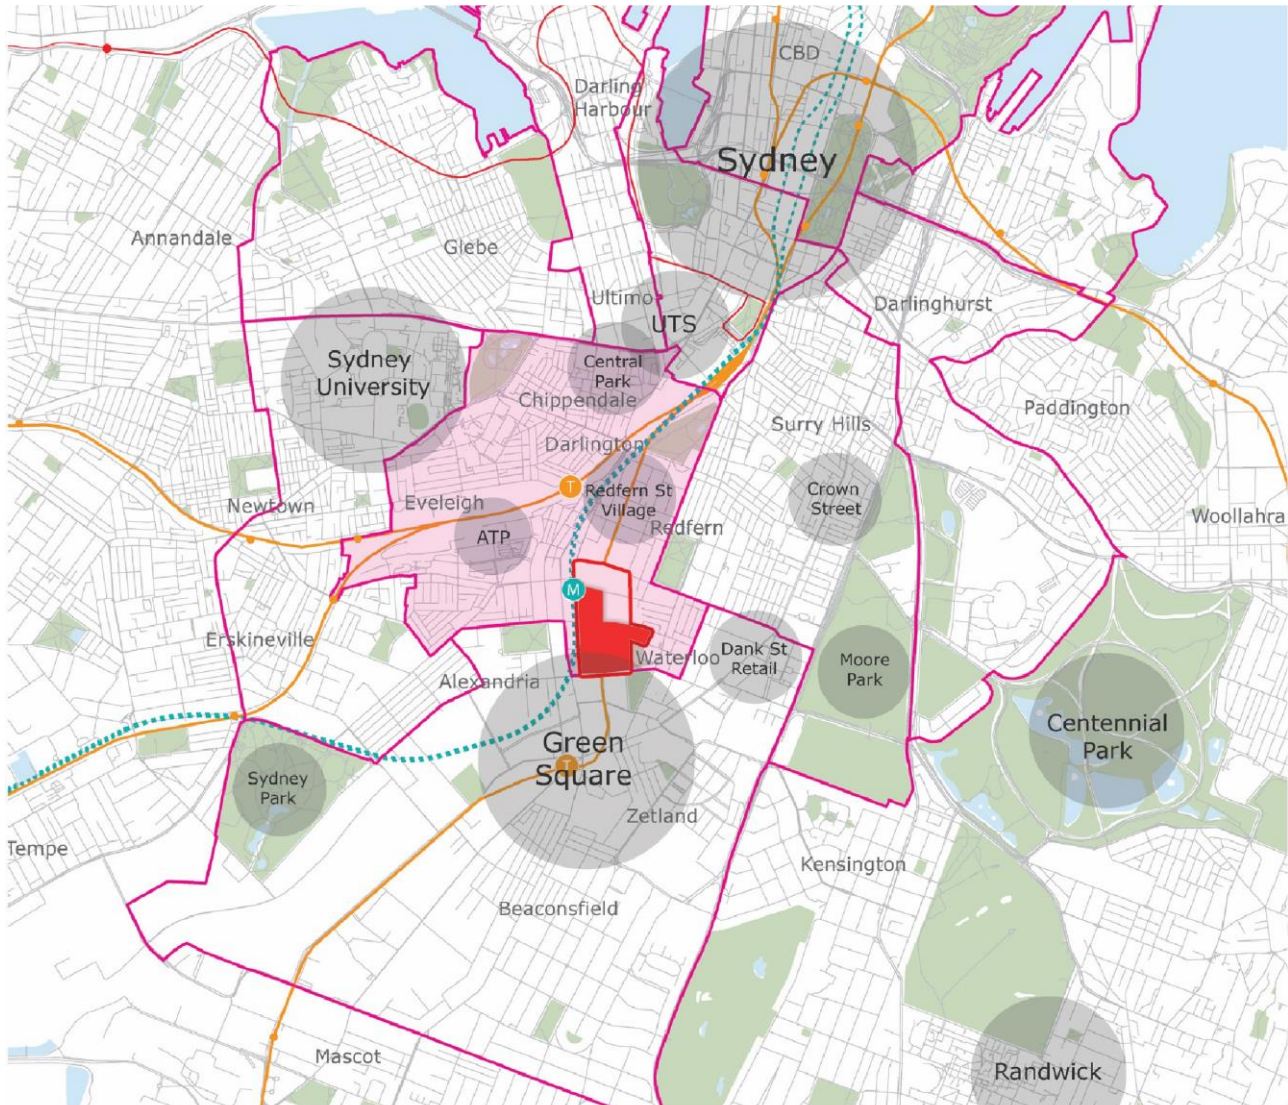 CBD
Darling
Harbour
Sydney
Annandale
Glebe
Ultimo
UTS
Darlinghurst
Sydney
University
Central
Park
Chippendale
Paddington
Surry Hills
Darlington
T
Redfern St
Village
Crown
Street
Newtown
Eveleigh
Redfern
Woollahra
ATP
M
Erskineville
Waterloo
Dank St
Retail
Moore
Park
Alexandria
Centennial
Park
Green
Square
T
Sydney
Park
Zetland
Tempe
Kensington
Beaconsfield
Mascot
Randwick